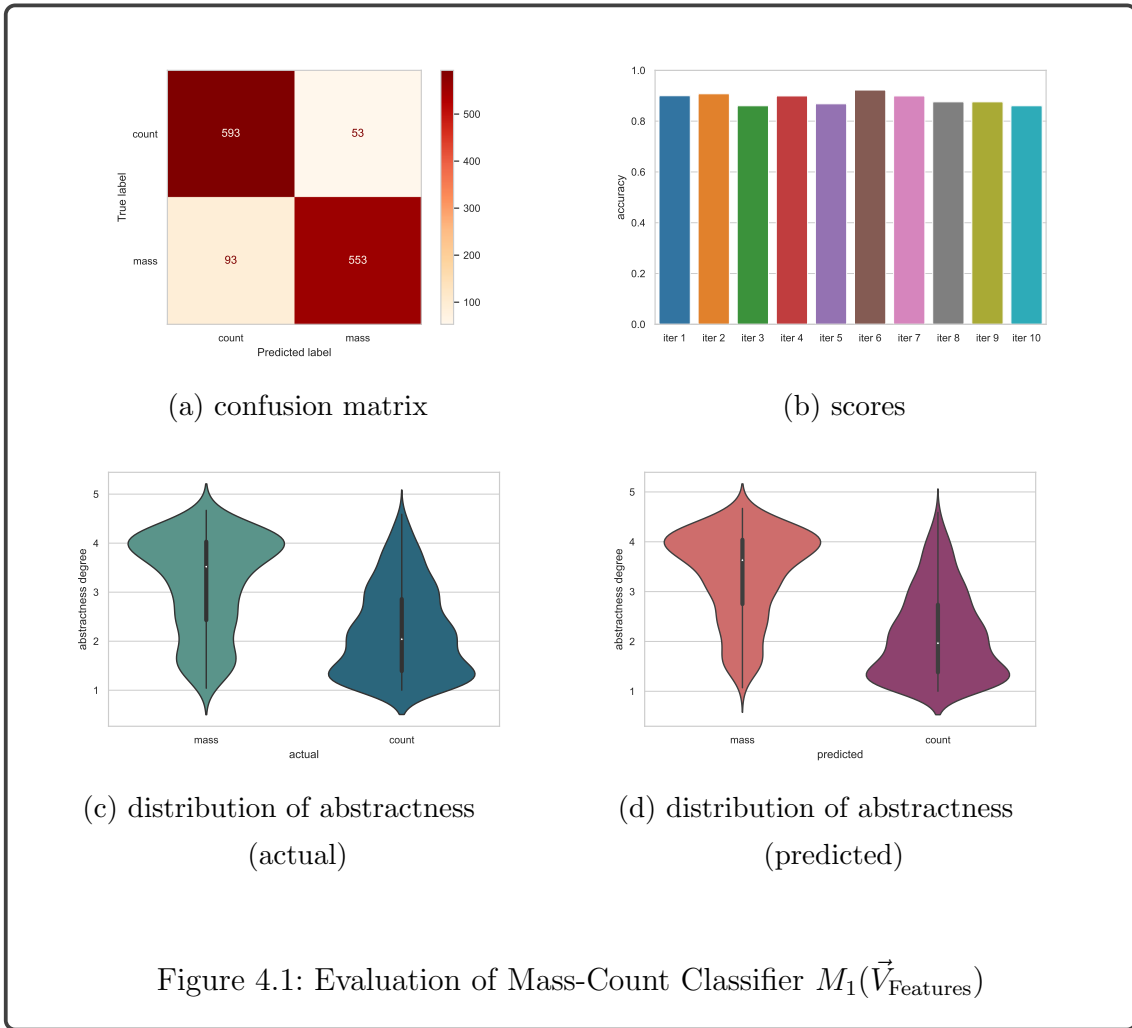 count
593
53
True label
mass
93
553
count
mass
Predicted label
500
400
300
200
100
(a) confusion matrix
1.0
0.8
0.6
0.4
0.2
0.0
accuracy
iter 1
iter 2
iter 3
iter 4
iter 5
iter 6
iter 7
iter 8
iter 9
iter 10
(b) scores
5
4
3
2
1
abstractness degree
mass
count
actual
(c) distribution of abstractness
(actual)
5
4
3
2
1
abstractness degree
mass
count
predicted
(d) distribution of abstractness
(predicted)
Figure 4.1: Evaluation of Mass-Count Classifier $M_1(\vec{V}_{\text{Features}})$